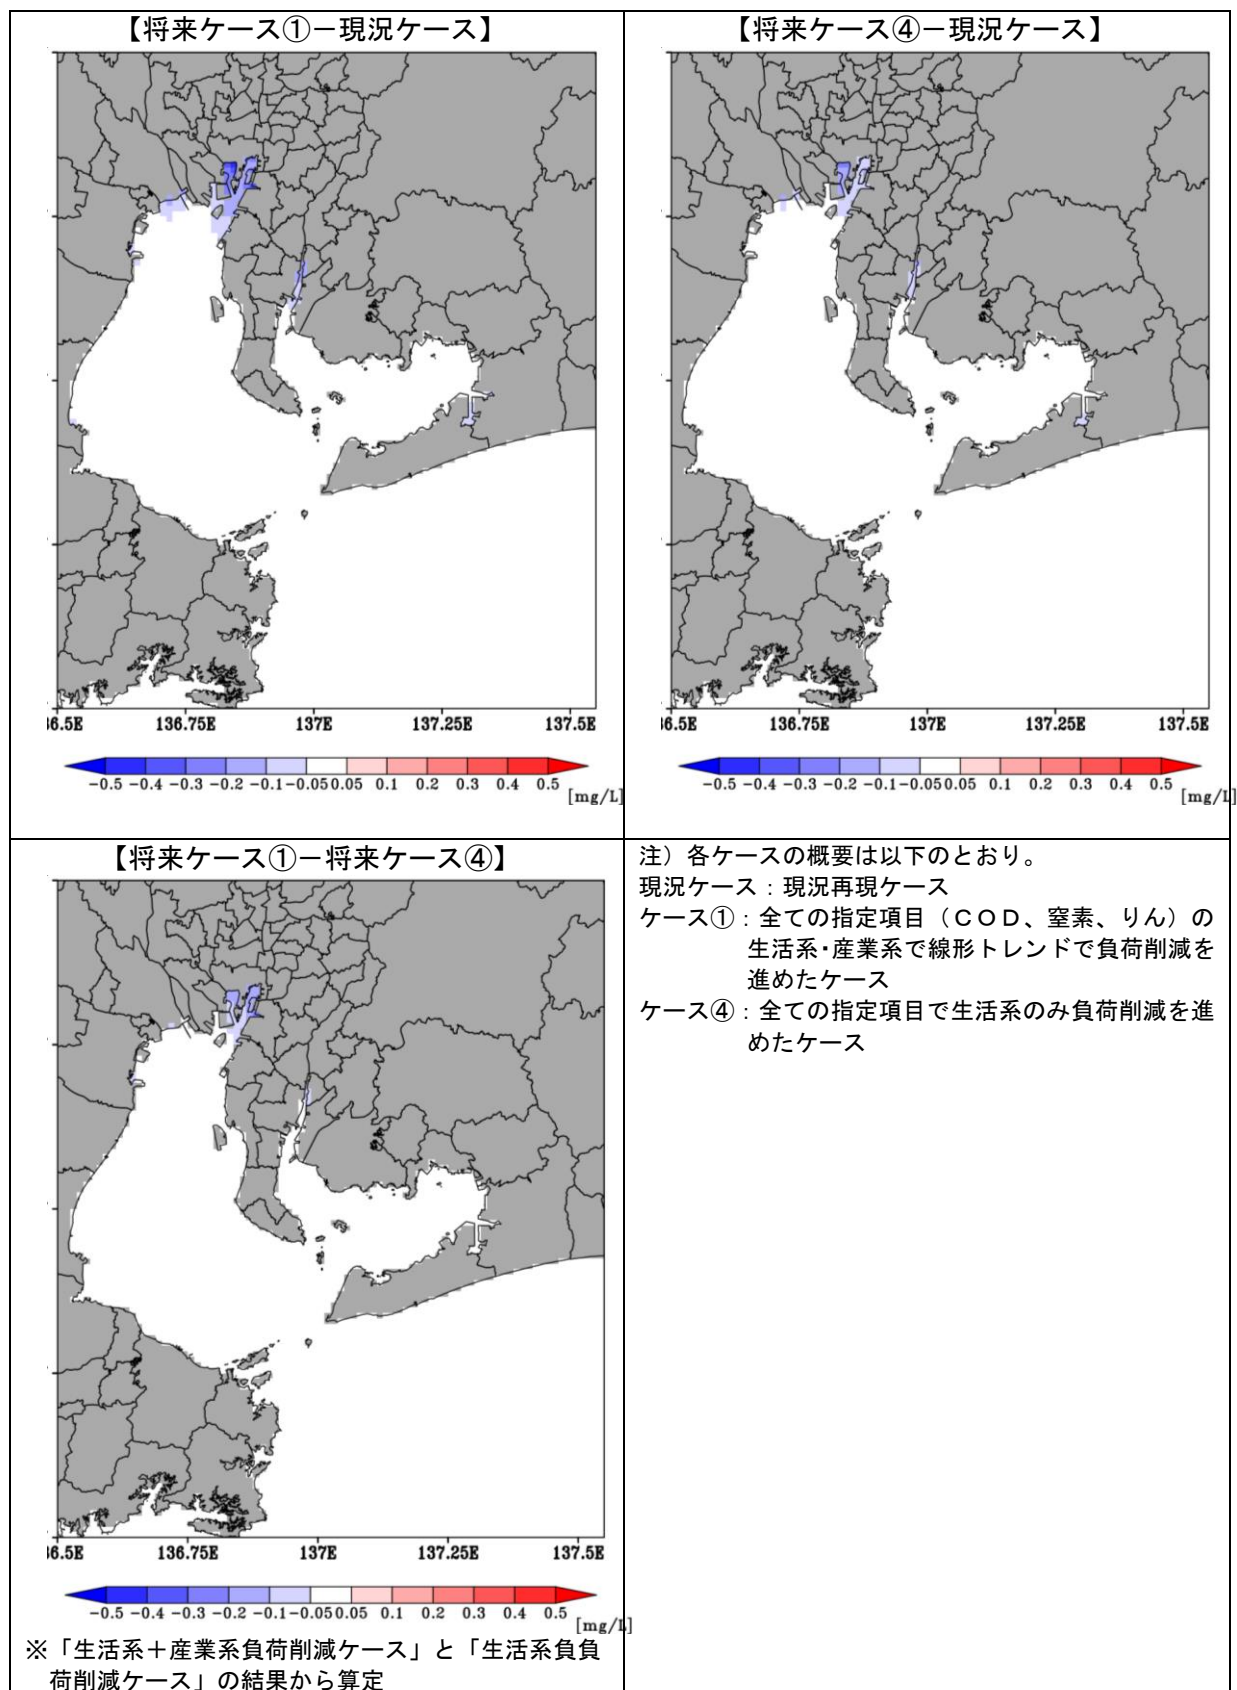 【将来ケース①－現況ケース】
6.5E 136.75E 137E 137.25E 137.5E
-0.5 -0.4 -0.3 -0.2 -0.1 -0.05 0.05 0.1 0.2 0.3 0.4 0.5
[mg/L]
【将来ケース④－現況ケース】
6.5E 136.75E 137E 137.25E 137.5E
-0.5 -0.4 -0.3 -0.2 -0.1 -0.05 0.05 0.1 0.2 0.3 0.4 0.5
[mg/L]
【将来ケース①－将来ケース④】
6.5E 136.75E 137E 137.25E 137.5E
-0.5 -0.4 -0.3 -0.2 -0.1 -0.05 0.05 0.1 0.2 0.3 0.4 0.5
[mg/L]
※「生活系＋産業系負荷削減ケース」と「生活系負負
荷削減ケース」の結果から算定
注）各ケースの概要は以下のとおり。
現況ケース：現況再現ケース
ケース①：全ての指定項目（ＣＯＤ、窒素、りん）の
生活系・産業系で線形トレンドで負荷削減を
進めたケース
ケース④：全ての指定項目で生活系のみ負荷削減を進
めたケース